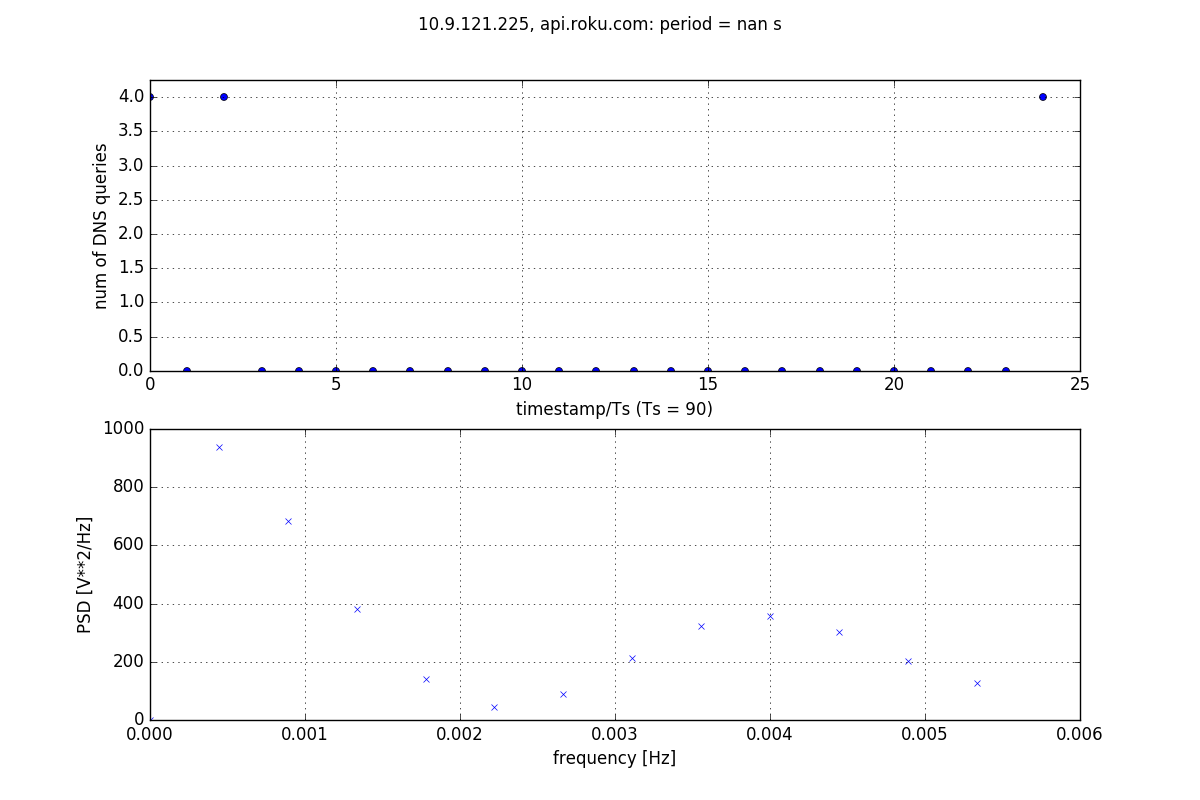 10.9.121.225, api.roku.com: period = nan s
4.0
3.5
3.0
2.5
2.0
1.5
1.0
0.5
0.0
num of DNS queries
0 5 10 15 20 25
timestamp/Ts (Ts = 90)
1000
800
600
400
200
0
PSD [V**2/Hz]
0.000 0.001 0.002 0.003 0.004 0.005 0.006
frequency [Hz]